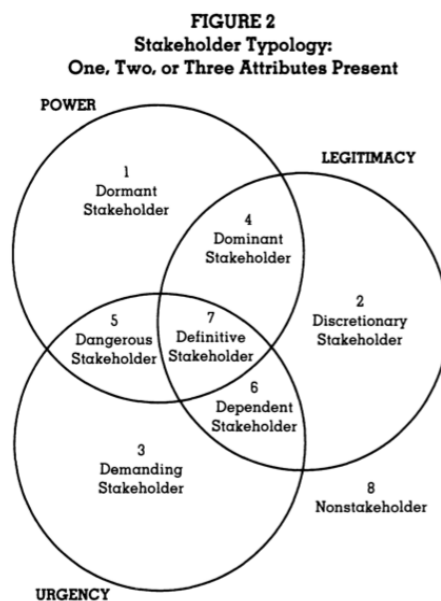 FIGURE 2
Stakeholder Typology:
One, Two, or Three Attributes Present
POWER
LEGITIMACY
1
Dormant
Stakeholder
4
Dominant
Stakeholder
2
Discretionary
Stakeholder
5
Dangerous
Stakeholder
7
Definitive
Stakeholder
6
Dependent
Stakeholder
3
Demanding
Stakeholder
8
Nonstakeholder
URGENCY